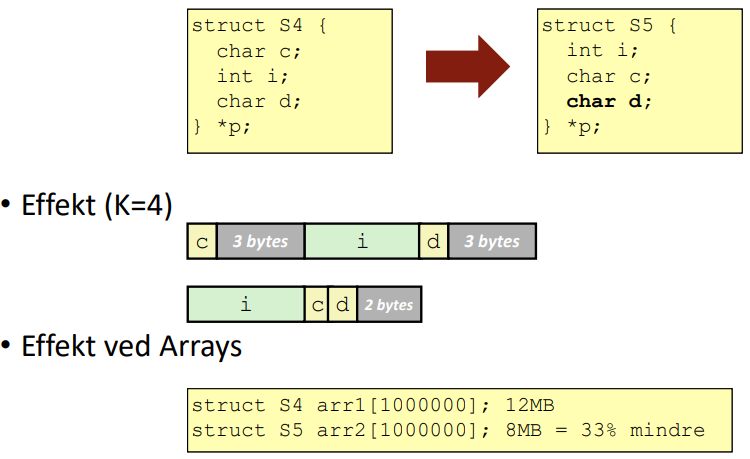 struct S4 {
  char c;
  int i;
  char d;
} *p;
struct S5 {
  int i;
  char c;
  char d;
} *p;
• Effekt (K=4)
c 3 bytes i d 3 bytes
i c d 2 bytes
• Effekt ved Arrays
struct S4 arr1[1000000]; 12MB
struct S5 arr2[1000000]; 8MB = 33% mindre